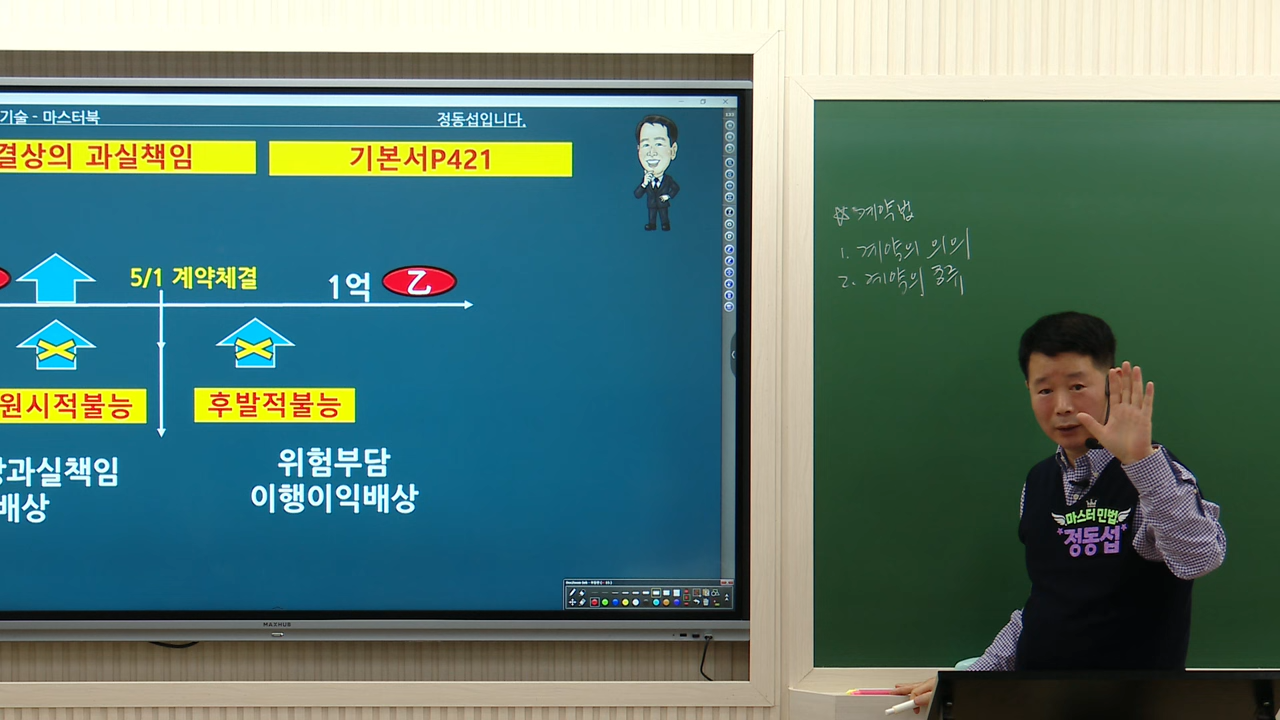 기술 - 마스터북
정동섭입니다.
결상의 과실책임
기본서P421
5/1 계약체결
1억
乙
원시적불능
후발적불능
과실책임
배상
위험부담
이행이익배상
MAXHUB
계약법
1. 계약의 의의
2. 계약의 종류
마스터민법
정동섭